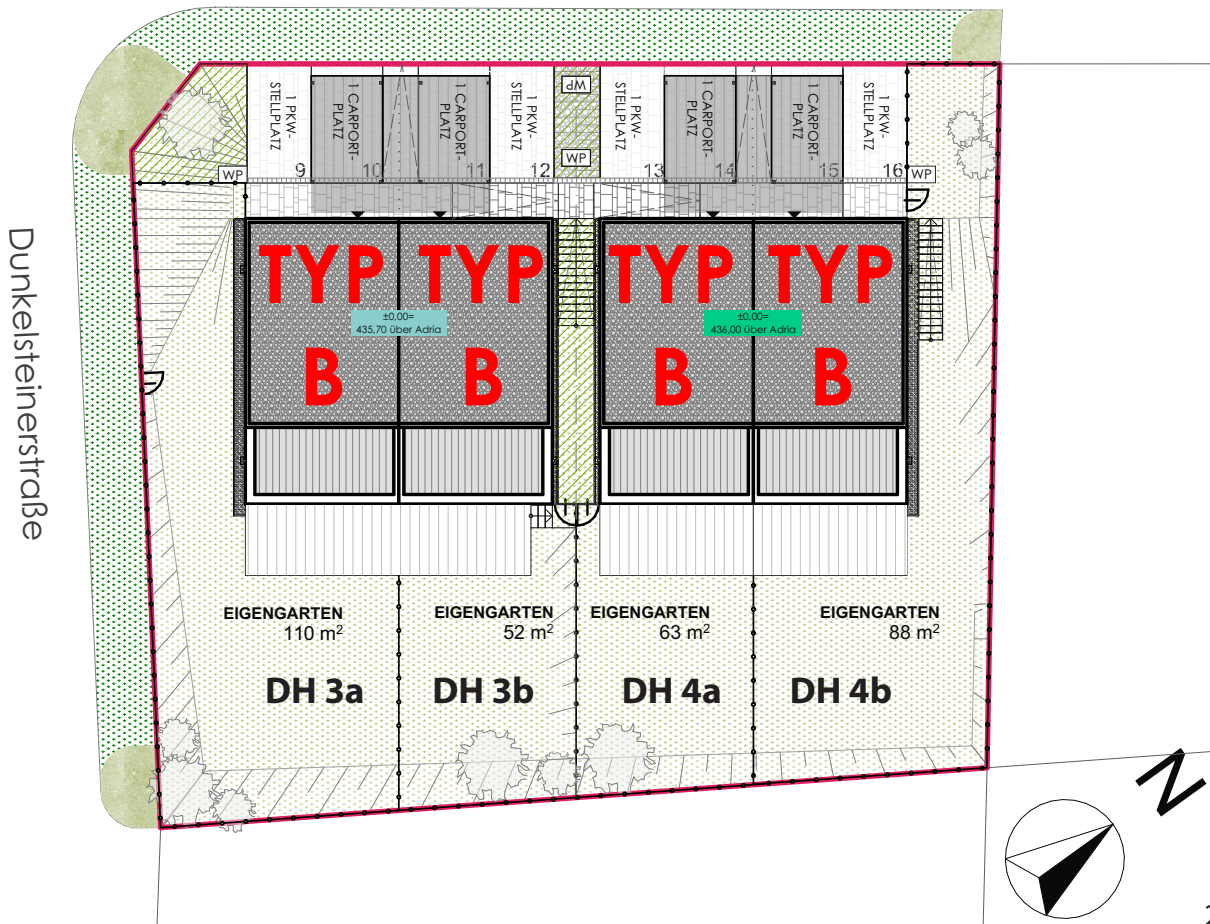 1 PKW-
STELLPLATZ
1 CARPORT-
PLATZ
1 CARPORT-
PLATZ
1 PKW-
STELLPLATZ
WP
WP
1 PKW-
STELLPLATZ
1 CARPORT-
PLATZ
1 CARPORT-
PLATZ
1 PKW-
STELLPLATZ
WP
9
10
11
12
13
14
15
16
WP
Dunkelsteinerstraße
TYP
B
TYP
B
TYP
B
TYP
B
±0,00=
435,70 über Adria
±0,00=
436,00 über Adria
EIGENGARTEN
110 m²
EIGENGARTEN
52 m²
EIGENGARTEN
63 m²
EIGENGARTEN
88 m²
DH 3a
DH 3b
DH 4a
DH 4b
N